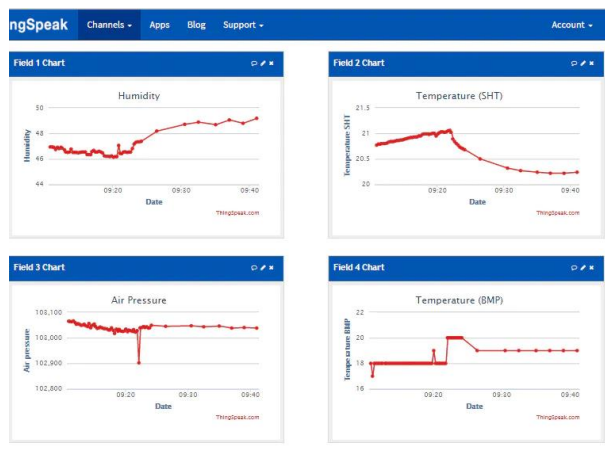 ngSpeak Channels Apps Blog Support Account
Field 1 Chart
Humidity
50
48
46
44
Humidity
09:20 09:30 09:40
Date
ThingSpeak.com
Field 2 Chart
Temperature (SHT)
21.5
21
20.5
20
Temperature SHT
09:20 09:30 09:40
Date
ThingSpeak.com
Field 3 Chart
Air Pressure
103,100
103,000
102,900
102,800
Air pressure
09:20 09:30 09:40
Date
ThingSpeak.com
Field 4 Chart
Temperature (BMP)
22
20
18
16
Temperature BMP
09:20 09:30 09:40
Date
ThingSpeak.com